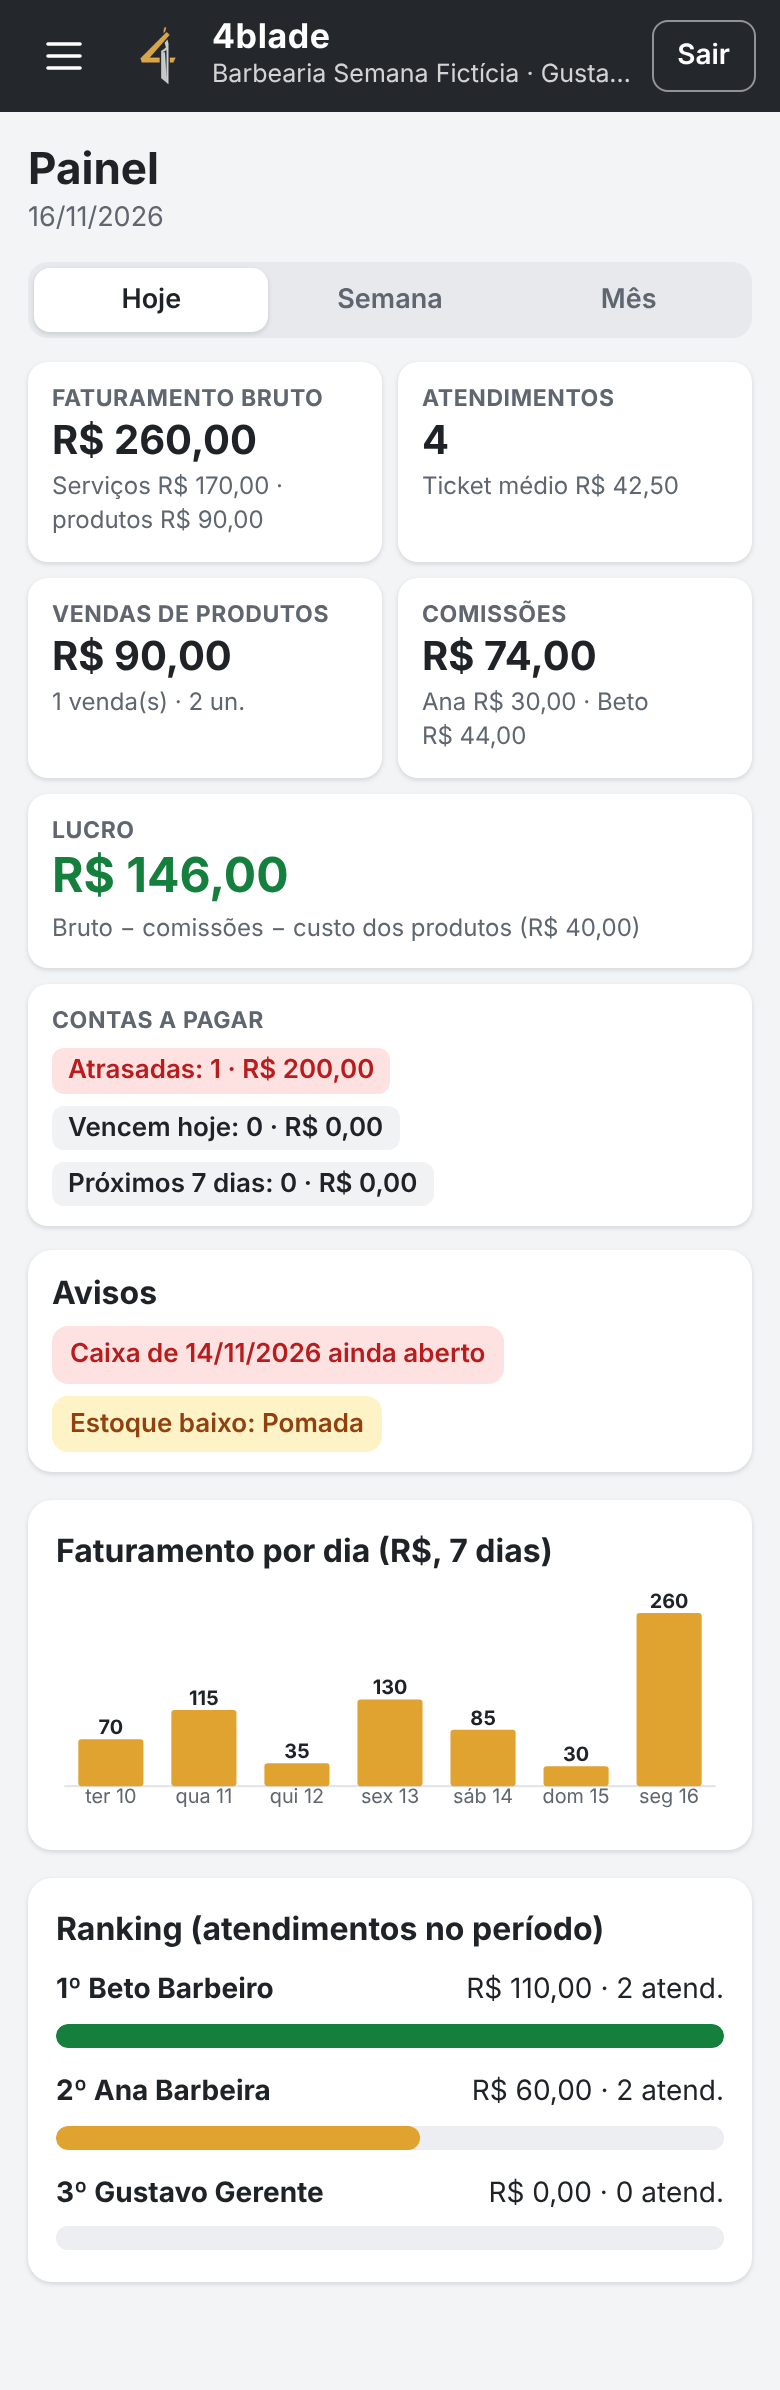 4blade
Barbearia Semana Fictícia · Gusta...
Sair
Painel
16/11/2026
Hoje
Semana
Mês
FATURAMENTO BRUTO
R$ 260,00
Serviços R$ 170,00 ·
produtos R$ 90,00
ATENDIMENTOS
4
Ticket médio R$ 42,50
VENDAS DE PRODUTOS
R$ 90,00
1 venda(s) · 2 un.
COMISSÕES
R$ 74,00
Ana R$ 30,00 · Beto
R$ 44,00
LUCRO
R$ 146,00
Bruto − comissões − custo dos produtos (R$ 40,00)
CONTAS A PAGAR
Atrasadas: 1 · R$ 200,00
Vencem hoje: 0 · R$ 0,00
Próximos 7 dias: 0 · R$ 0,00
Avisos
Caixa de 14/11/2026 ainda aberto
Estoque baixo: Pomada
Faturamento por dia (R$, 7 dias)
70
115
35
130
85
30
260
ter 10
qua 11
qui 12
sex 13
sáb 14
dom 15
seg 16
Ranking (atendimentos no período)
1º Beto Barbeiro
R$ 110,00 · 2 atend.
2º Ana Barbeira
R$ 60,00 · 2 atend.
3º Gustavo Gerente
R$ 0,00 · 0 atend.